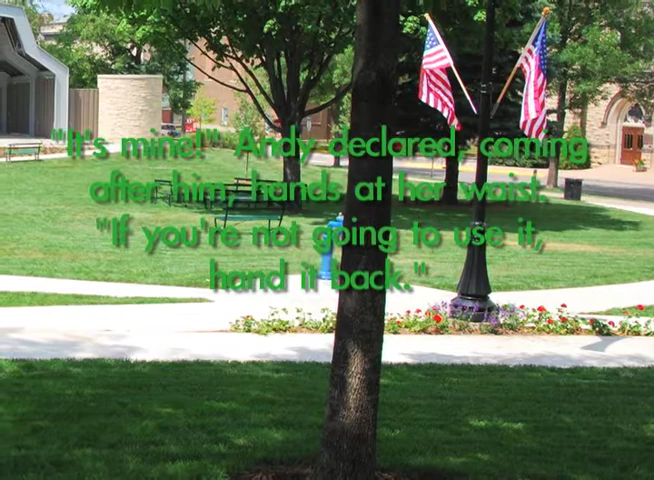 "It's mine!" Andy declared, coming
after him, hands at her waist.
"If you're not going to use it,
hand it back."